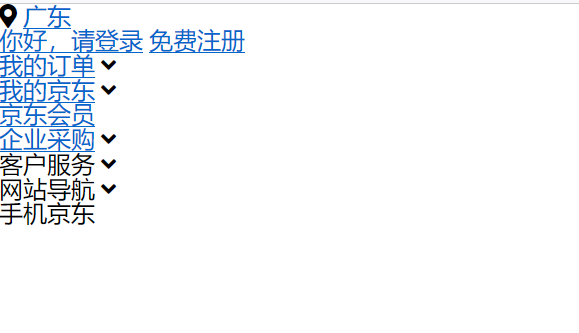 广东
你好，请登录 免费注册
我的订单
我的京东
京东会员
企业采购
客户服务
网站导航
手机京东